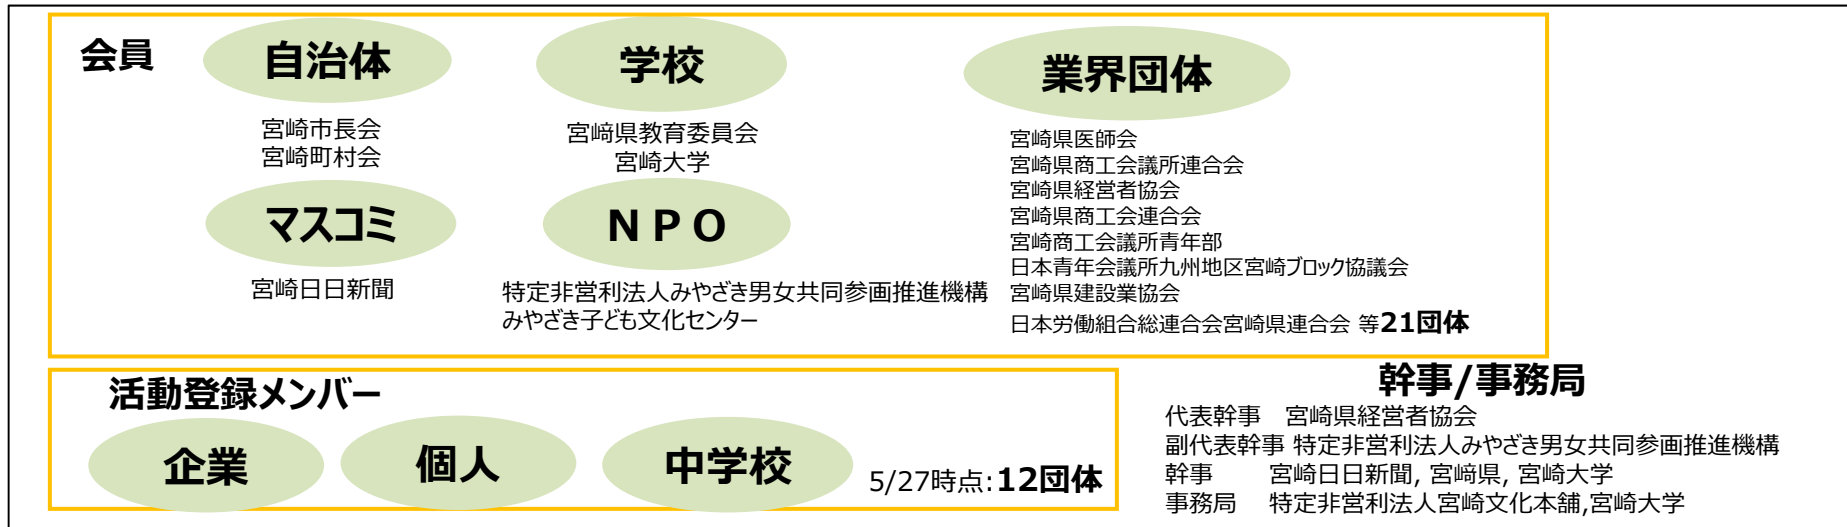 会員
自治体
宮崎市長会
宮崎町村会
学校
宮﨑県教育委員会
宮崎大学
業界団体
宮崎県医師会
宮崎県商工会議所連合会
宮崎県経営者協会
宮崎県商工会連合会
宮崎商工会議所青年部
日本青年会議所九州地区宮崎ブロック協議会
宮崎県建設業協会
日本労働組合総連合会宮崎県連合会 等21団体
マスコミ
宮崎日日新聞
ＮＰＯ
特定非営利法人みやざき男女共同参画推進機構
みやざき子ども文化センター
活動登録メンバー
企業
個人
中学校
5/27時点:12団体
幹事/事務局
代表幹事　宮崎県経営者協会
副代表幹事 特定非営利法人みやざき男女共同参画推進機構
幹事　　　宮崎日日新聞, 宮﨑県, 宮崎大学
事務局　　特定非営利法人宮崎文化本舗,宮崎大学